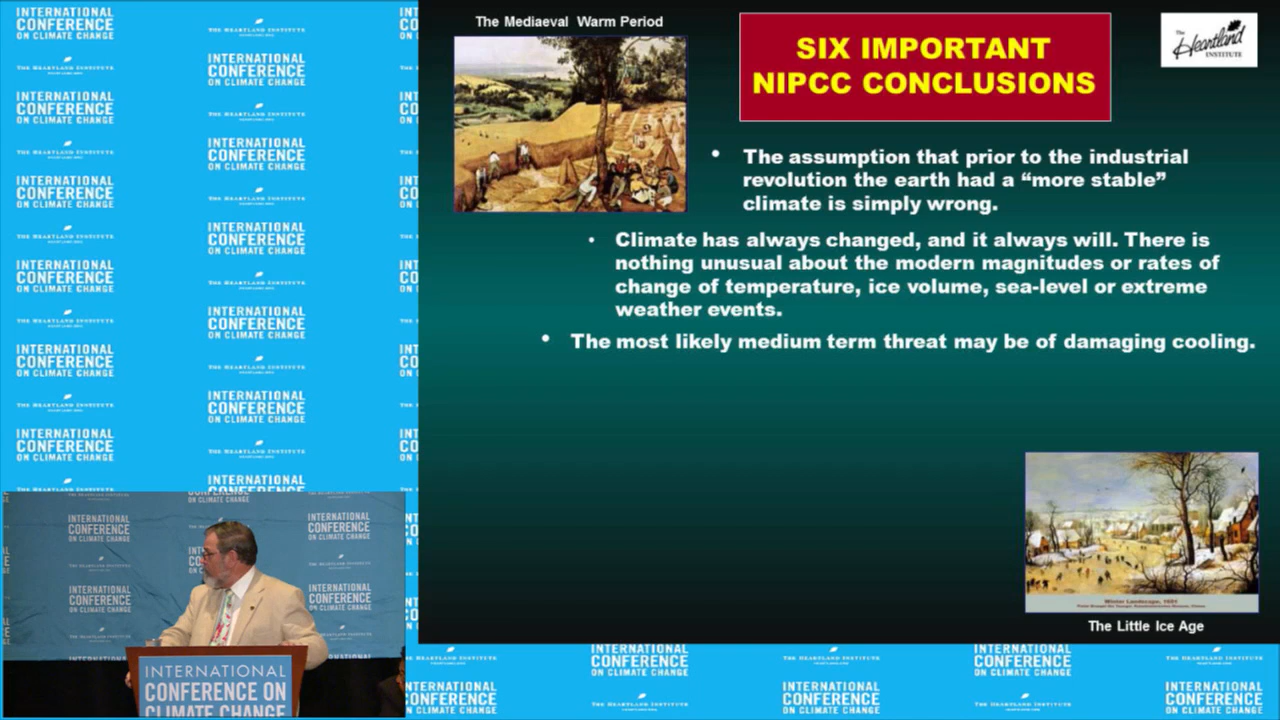 The Mediaeval Warm Period
SIX IMPORTANT
NIPCC CONCLUSIONS
The Heartland
INSTITUTE
• The assumption that prior to the industrial
revolution the earth had a “more stable”
climate is simply wrong.
• Climate has always changed, and it always will. There is
nothing unusual about the modern magnitudes or rates of
change of temperature, ice volume, sea-level or extreme
weather events.
• The most likely medium term threat may be of damaging cooling.
Winter Landscape, 1601
The Little Ice Age
INTERNATIONAL
CONFERENCE
ON CLIMATE CHANGE
THE HEARTLAND INSTITUTE
INTERNATIONAL
CONFERENCE ON
CLIMATE CHANGE